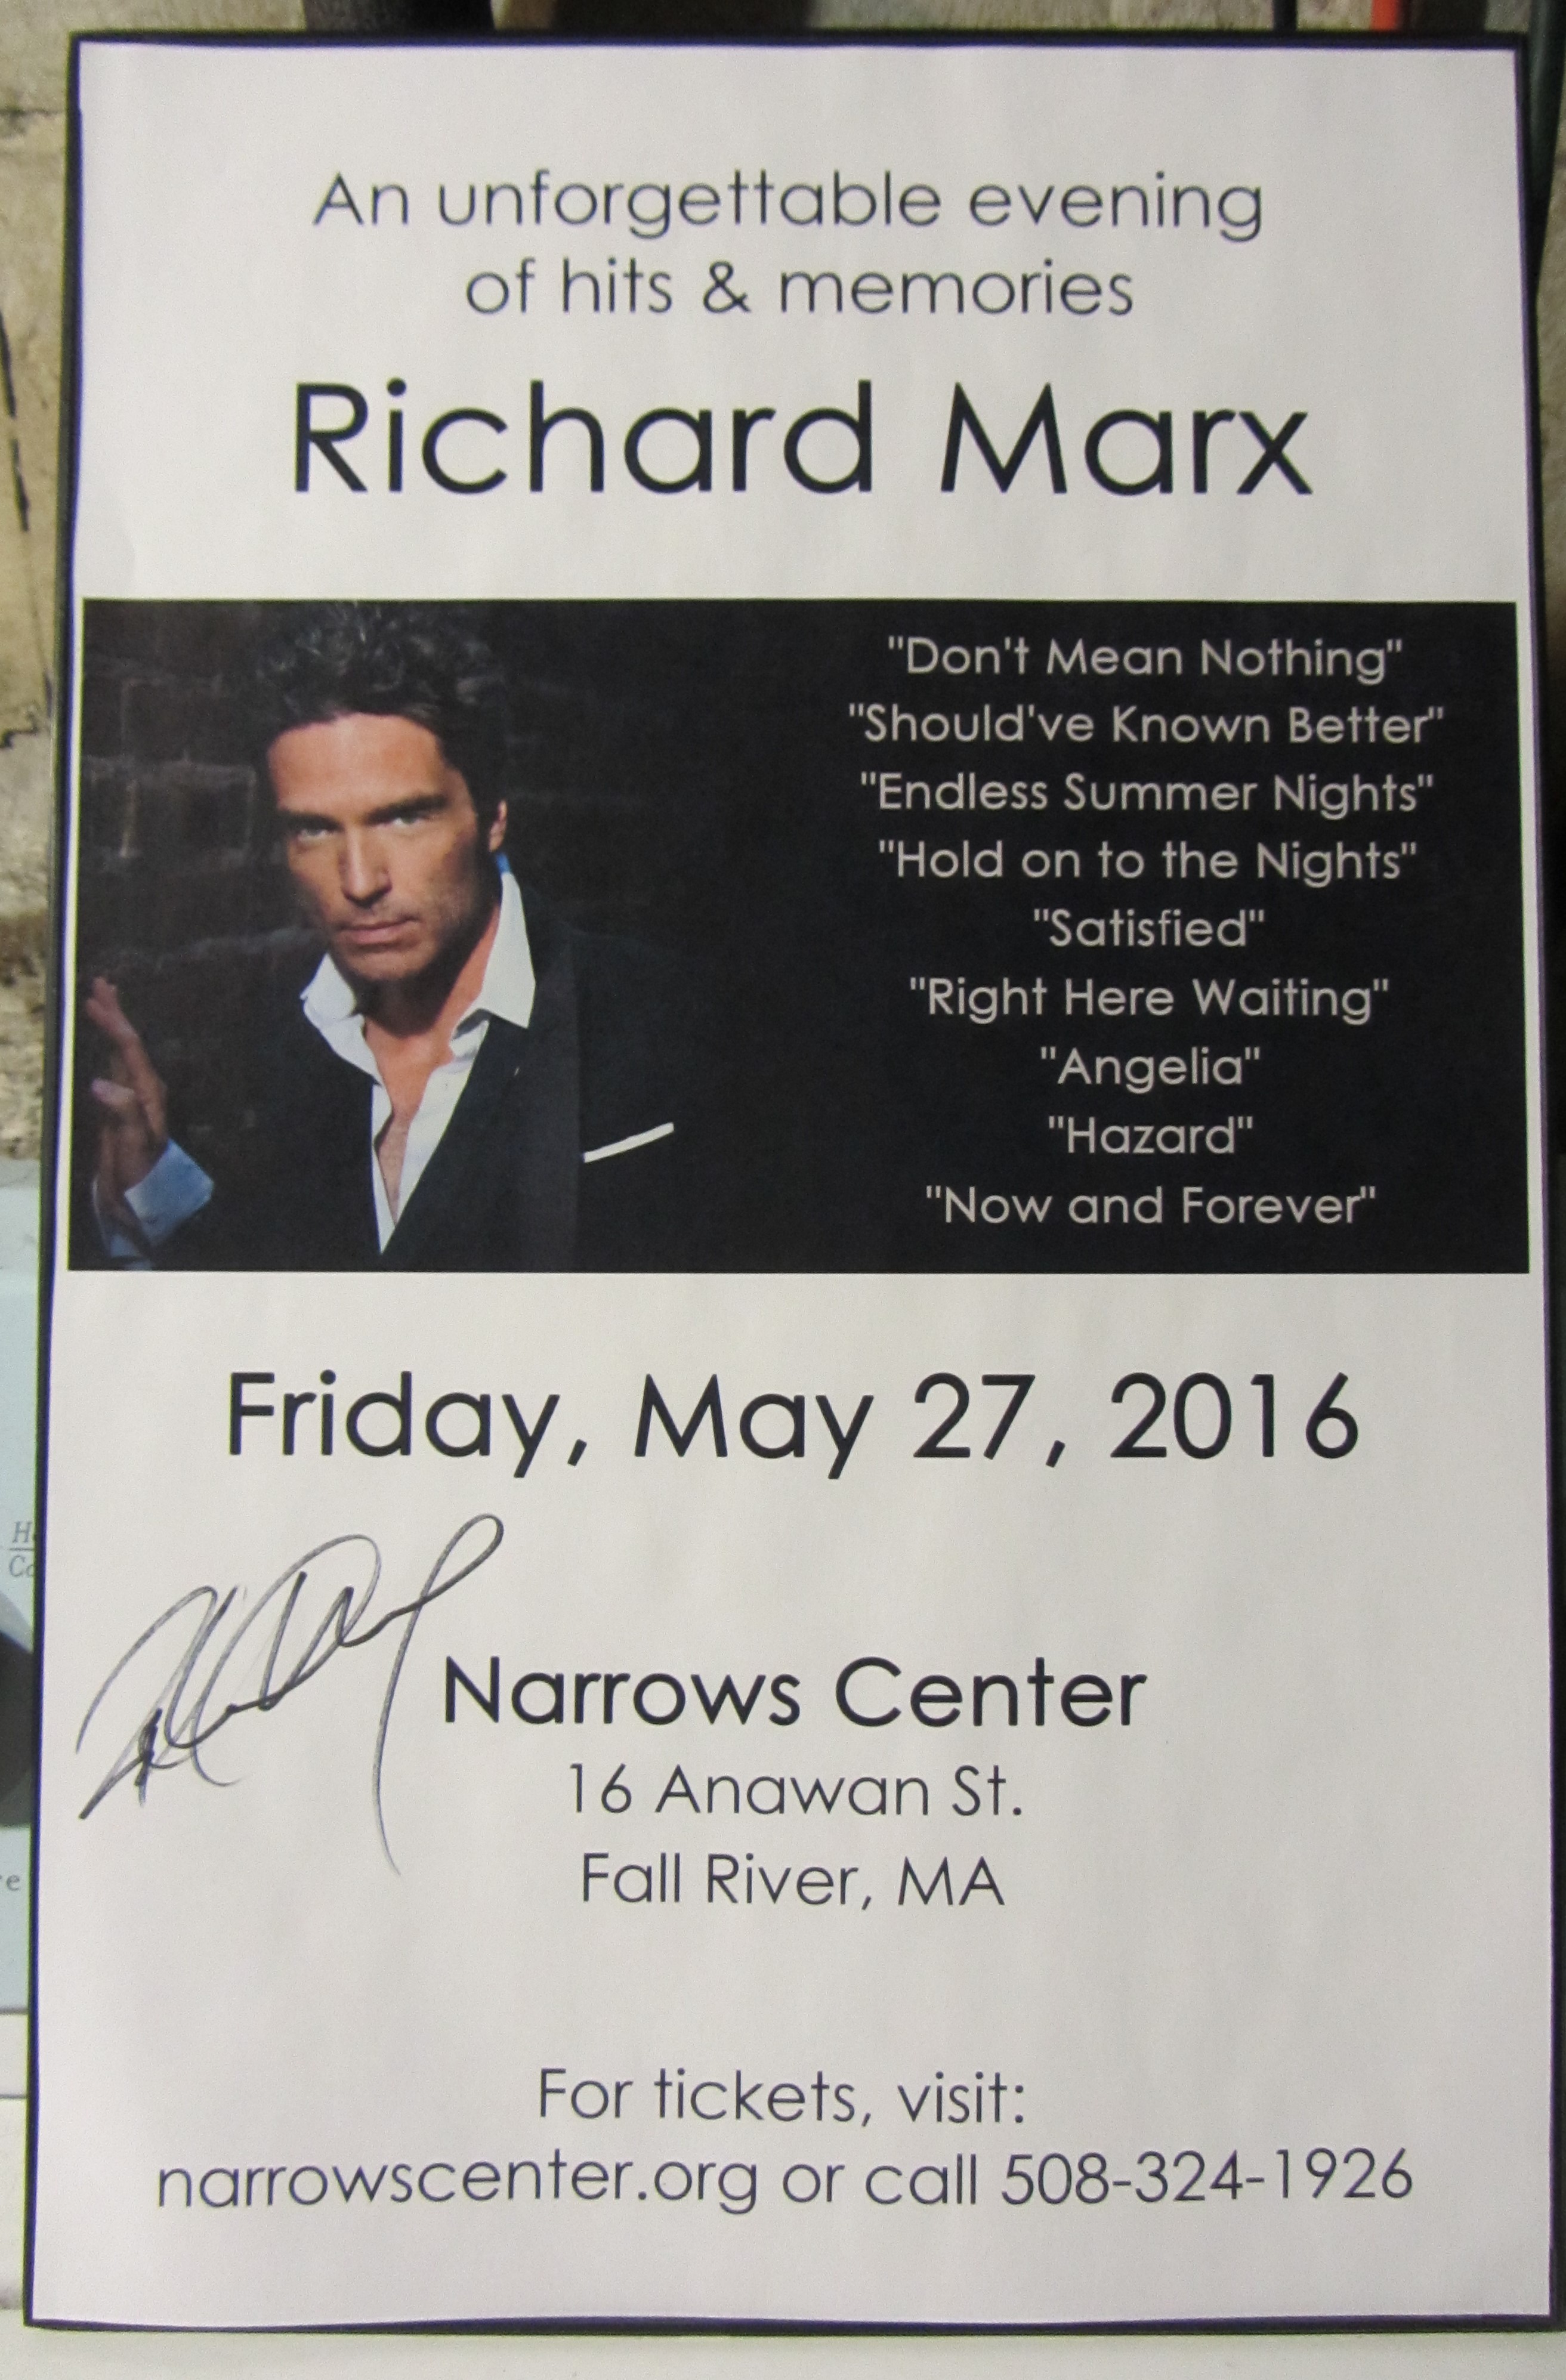 An unforgettable evening
of hits & memories
Richard Marx
"Don't Mean Nothing"
"Should've Known Better"
"Endless Summer Nights"
"Hold on to the Nights"
"Satisfied"
"Right Here Waiting"
"Angelia"
"Hazard"
"Now and Forever"
Friday, May 27, 2016
Narrows Center
16 Anawan St.
Fall River, MA
For tickets, visit:
narrowscenter.org or call 508-324-1926